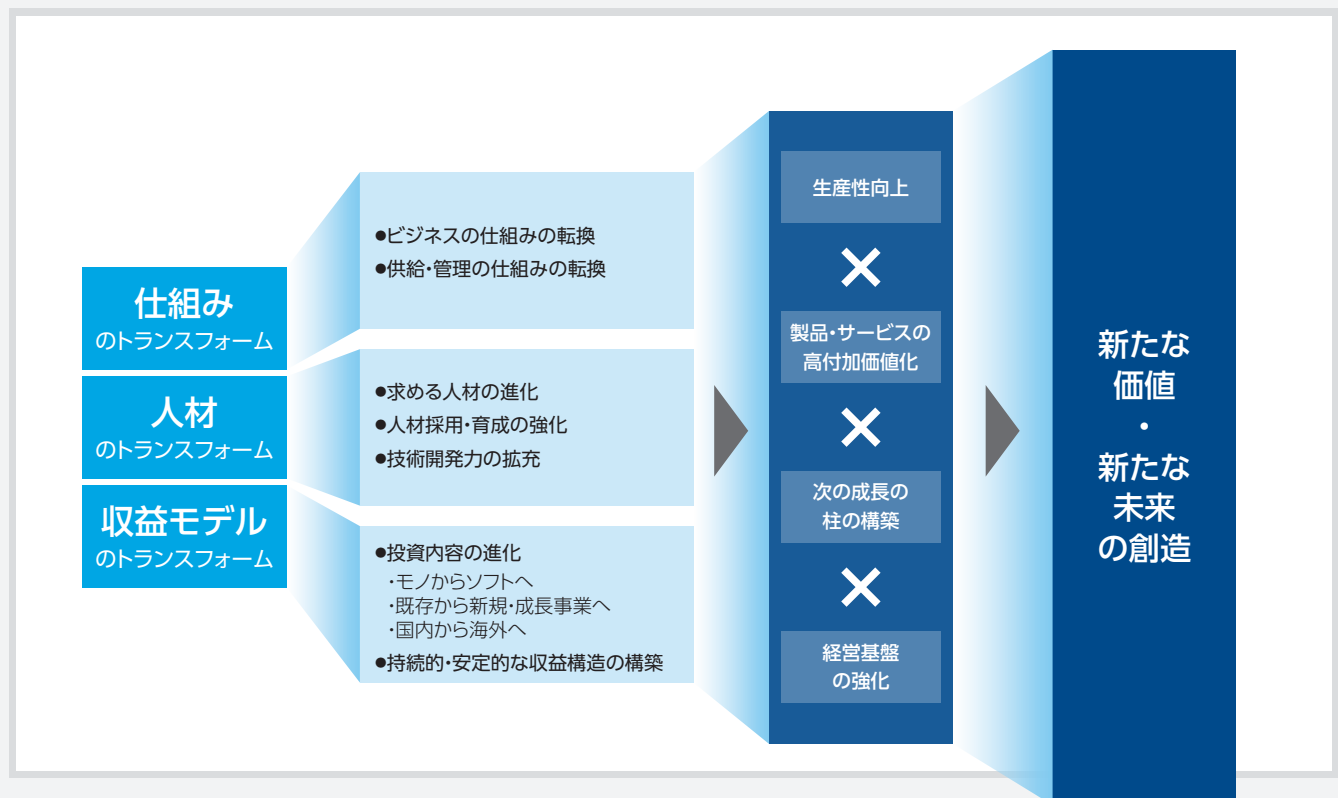 仕組み
のトランスフォーム
人材
のトランスフォーム
収益モデル
のトランスフォーム
●ビジネスの仕組みの転換
●供給・管理の仕組みの転換
●求める人材の進化
●人材採用・育成の強化
●技術開発力の拡充
●投資内容の進化
・モノからソフトへ
・既存から新規・成長事業へ
・国内から海外へ
●持続的・安定的な収益構造の構築
生産性向上
×
製品・サービスの
高付加価値化
×
次の成長の
柱の構築
×
経営基盤
の強化
新たな
価値
・
新たな
未来
の創造